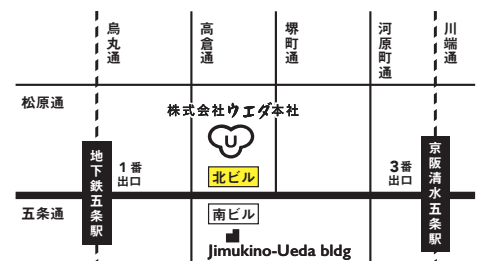 烏丸通
高倉通
堺町通
河原町通
川端通
松原通
株式会社ウエダ本社
U
地下鉄五条駅
1番
出口
北ビル
3番
出口
京阪清水五条駅
五条通
南ビル
Jimukino-Ueda bldg